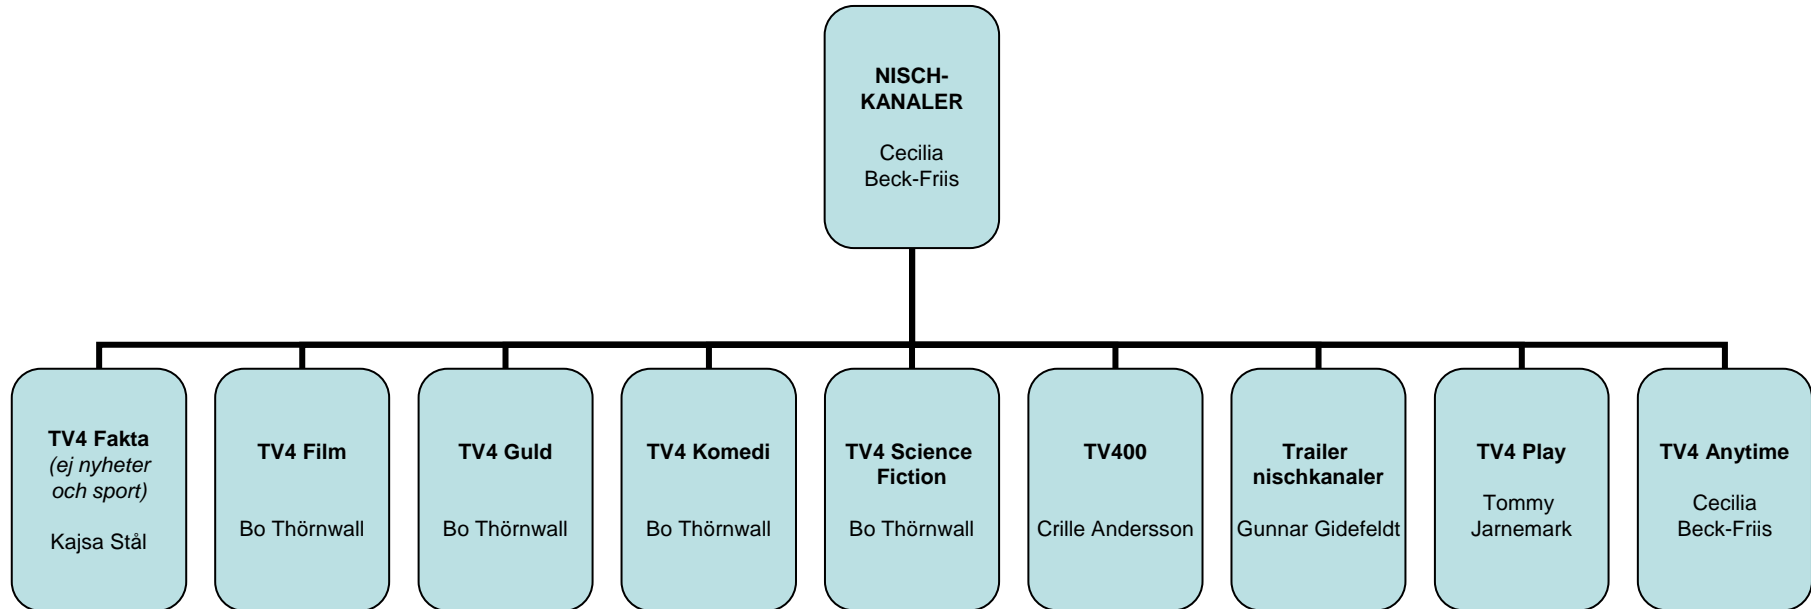 NISCH-
KANALER
Cecilia
Beck-Friis
TV4 Fakta
(ej nyheter
och sport)
Kajsa Stål
TV4 Film
Bo Thörnwall
TV4 Guld
Bo Thörnwall
TV4 Komedi
Bo Thörnwall
TV4 Science
Fiction
Bo Thörnwall
TV400
Crille Andersson
Trailer
nischkanaler
Gunnar Gidefeldt
TV4 Play
Tommy
Jarnemark
TV4 Anytime
Cecilia
Beck-Friis